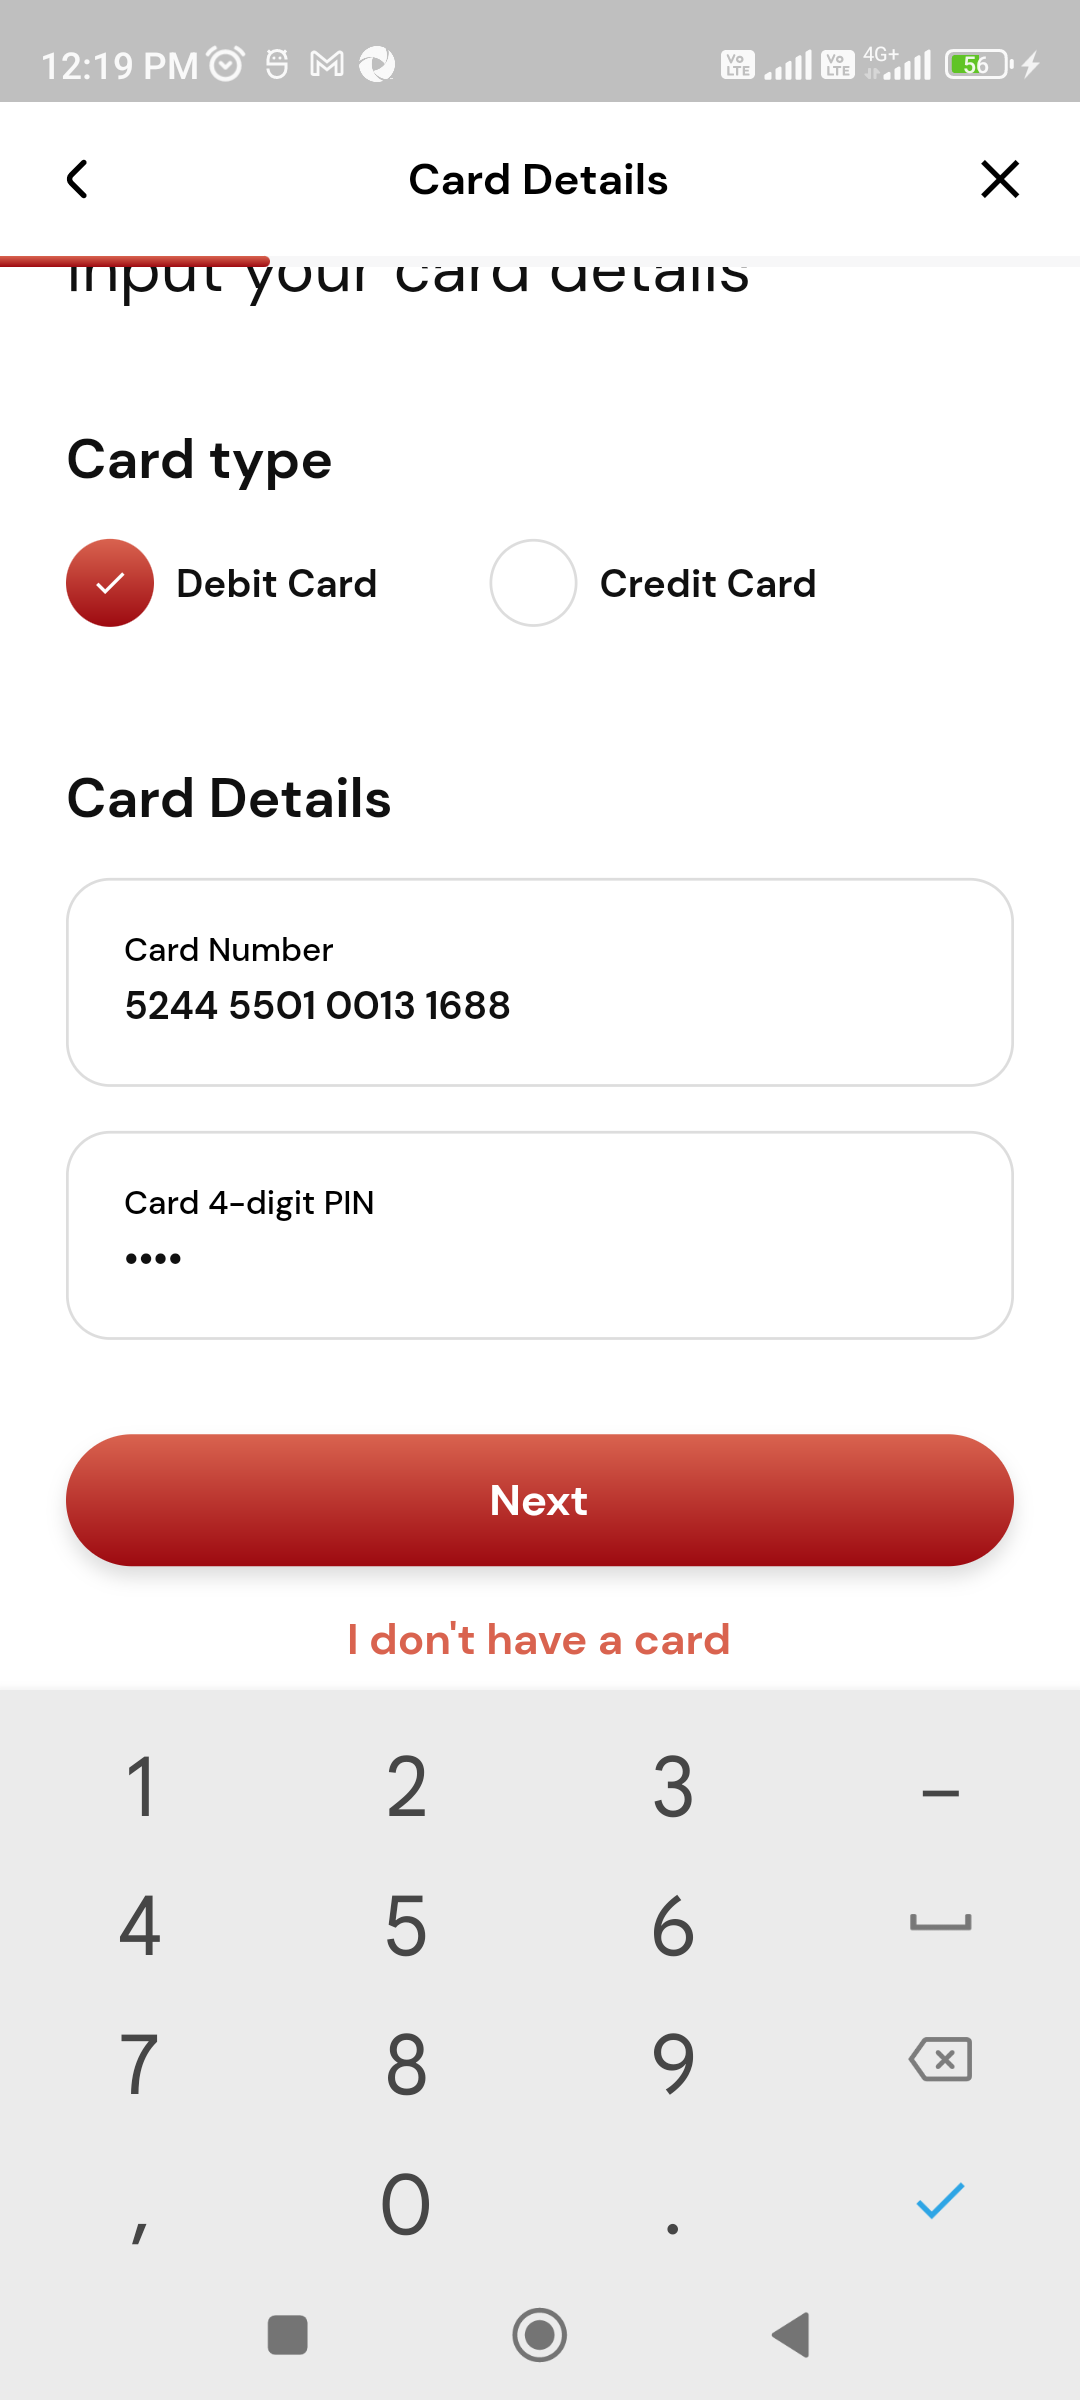 12:19 PM
Vo LTE Vo LTE 4G+ 56
Card Details
Input your card details
Card type
Debit Card Credit Card
Card Details
Card Number
5244 5501 0013 1688
Card 4-digit PIN
••••
Next
I don't have a card
1 2 3 –
4 5 6
7 8 9
, 0 .